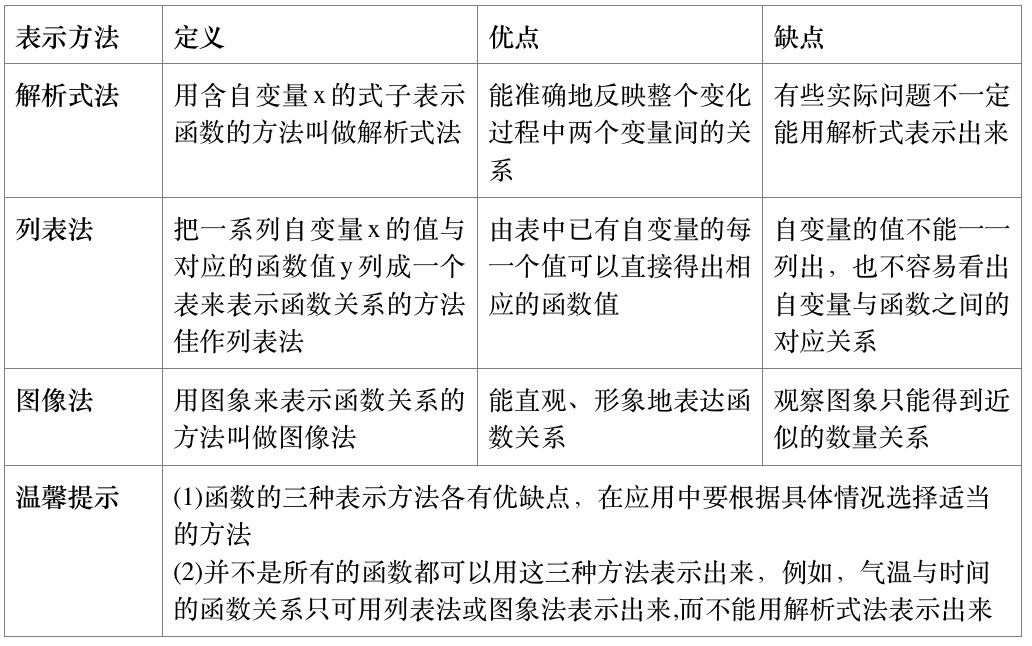 表示方法 定义 优点 缺点
解析式法
用含自变量x的式子表示
函数的方法叫做解析式法
能准确地反映整个变化
过程中两个变量间的关
系
有些实际问题不一定
能用解析式表示出来
列表法
把一系列自变量x的值与
对应的函数值y列成一个
表来表示函数关系的方法
佳作列表法
由表中已有自变量的每
一个值可以直接得出相
应的函数值
自变量的值不能一一
列出，也不容易看出
自变量与函数之间的
对应关系
图像法
用图象来表示函数关系的
方法叫做图像法
能直观、形象地表达函
数关系
观察图象只能得到近
似的数量关系
温馨提示
(1)函数的三种表示方法各有优缺点，在应用中要根据具体情况选择适当
的方法
(2)并不是所有的函数都可以用这三种方法表示出来，例如，气温与时间
的函数关系只可用列表法或图象法表示出来,而不能用解析式法表示出来